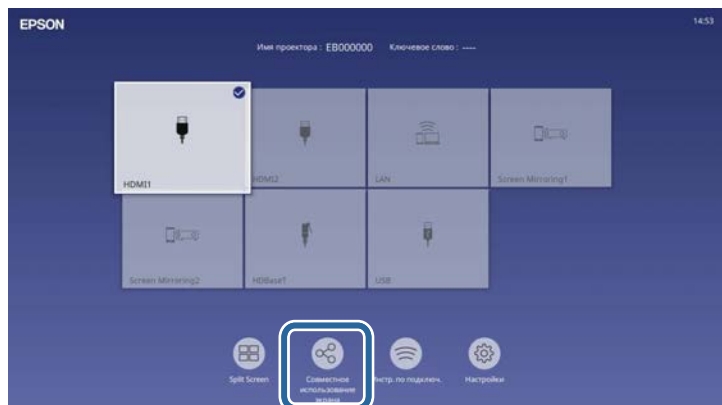 EPSON
14:53
Имя проектора : EB000000 Ключевое слово : ----
HDMI1
HDMI2
LAN
Screen Mirroring1
Screen Mirroring2
HDBaseT
USB
Split Screen
Совместное
использование
экрана
Инстр. по подключ.
Настройки